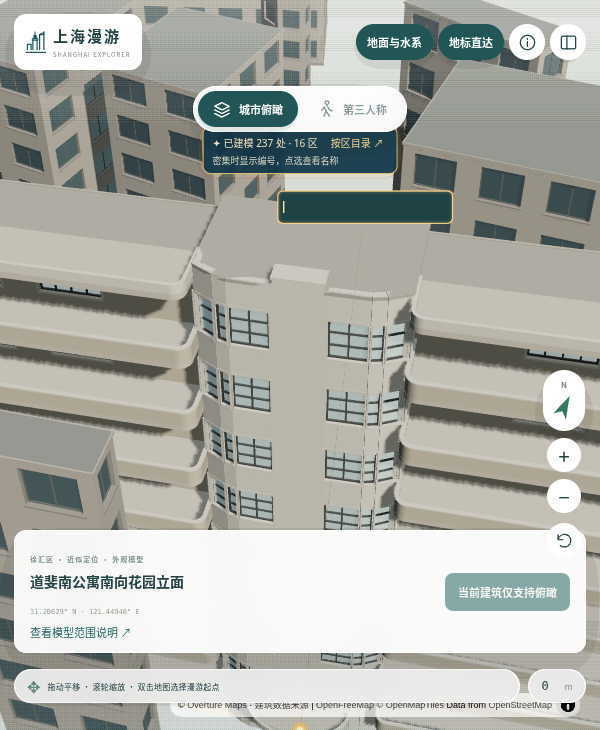 上海漫游
SHANGHAI EXPLORER
地面与水系
地标直达
城市俯瞰
第三人称
✦ 已建模 237 处 · 16 区 按区目录 ↗
密集时显示编号，点选查看名称
N
+
−
徐汇区 · 近似定位 · 外观模型
道斐南公寓南向花园立面
31.20629° N · 121.44940° E
查看模型范围说明 ↗
当前建筑仅支持俯瞰
拖动平移 · 滚轮缩放 · 双击地图选择漫游起点
0 m
© Overture Maps · 建筑数据来源 | OpenFreeMap © OpenMapTiles Data from OpenStreetMap